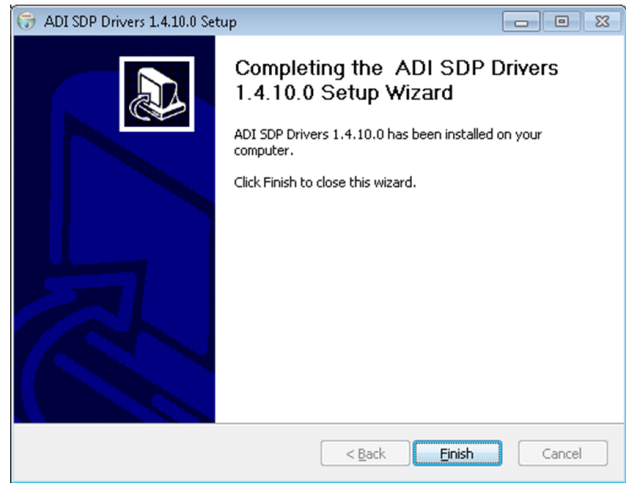 ADI SDP Drivers 1.4.10.0 Setup
Completing the ADI SDP Drivers
1.4.10.0 Setup Wizard
ADI SDP Drivers 1.4.10.0 has been installed on your
computer.
Click Finish to close this wizard.
< Back Finish Cancel